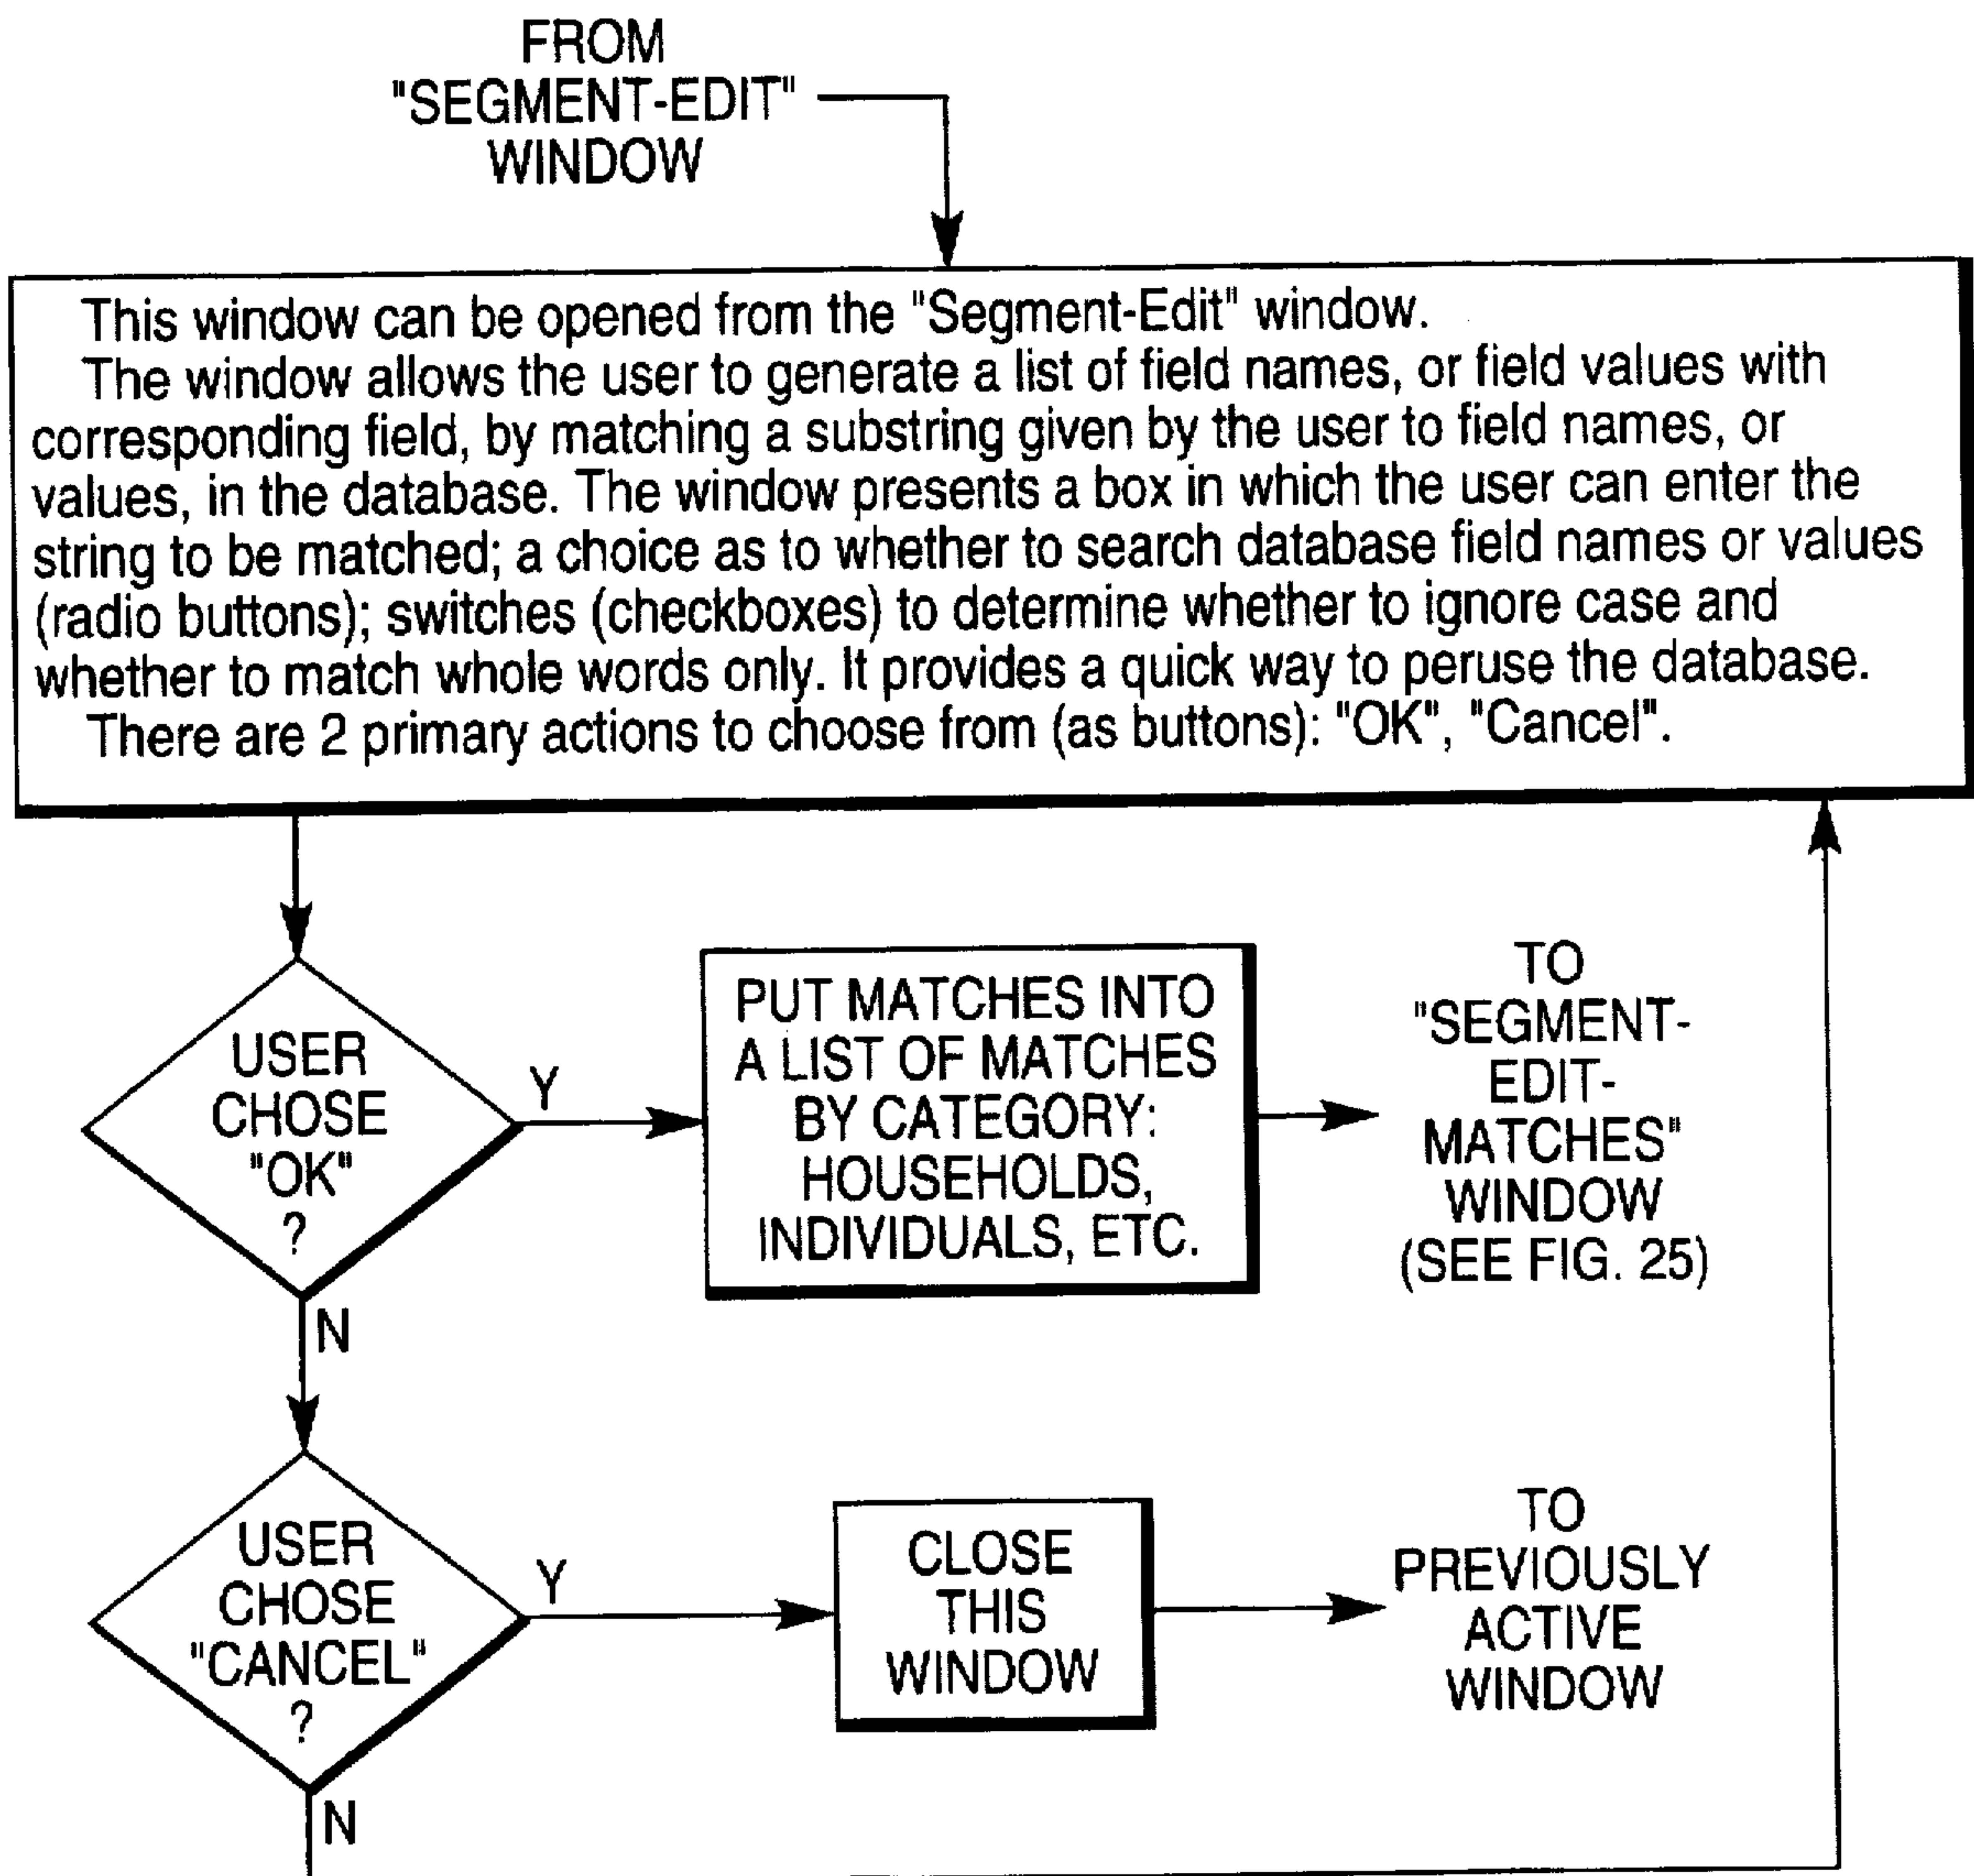 FROM
"SEGMENT-EDIT"
WINDOW
This window can be opened from the "Segment-Edit" window.
The window allows the user to generate a list of field names, or field values with
corresponding field, by matching a substring given by the user to field names, or
values, in the database. The window presents a box in which the user can enter the
string to be matched; a choice as to whether to search database field names or values
(radio buttons); switches (checkboxes) to determine whether to ignore case and
whether to match whole words only. It provides a quick way to peruse the database.
There are 2 primary actions to choose from (as buttons): "OK", "Cancel".
USER
CHOSE
"OK"
?
Y
N
PUT MATCHES INTO
A LIST OF MATCHES
BY CATEGORY:
HOUSEHOLDS,
INDIVIDUALS, ETC.
TO
"SEGMENT-
EDIT-
MATCHES"
WINDOW
(SEE FIG. 25)
USER
CHOSE
"CANCEL"
?
Y
N
CLOSE
THIS
WINDOW
TO
PREVIOUSLY
ACTIVE
WINDOW